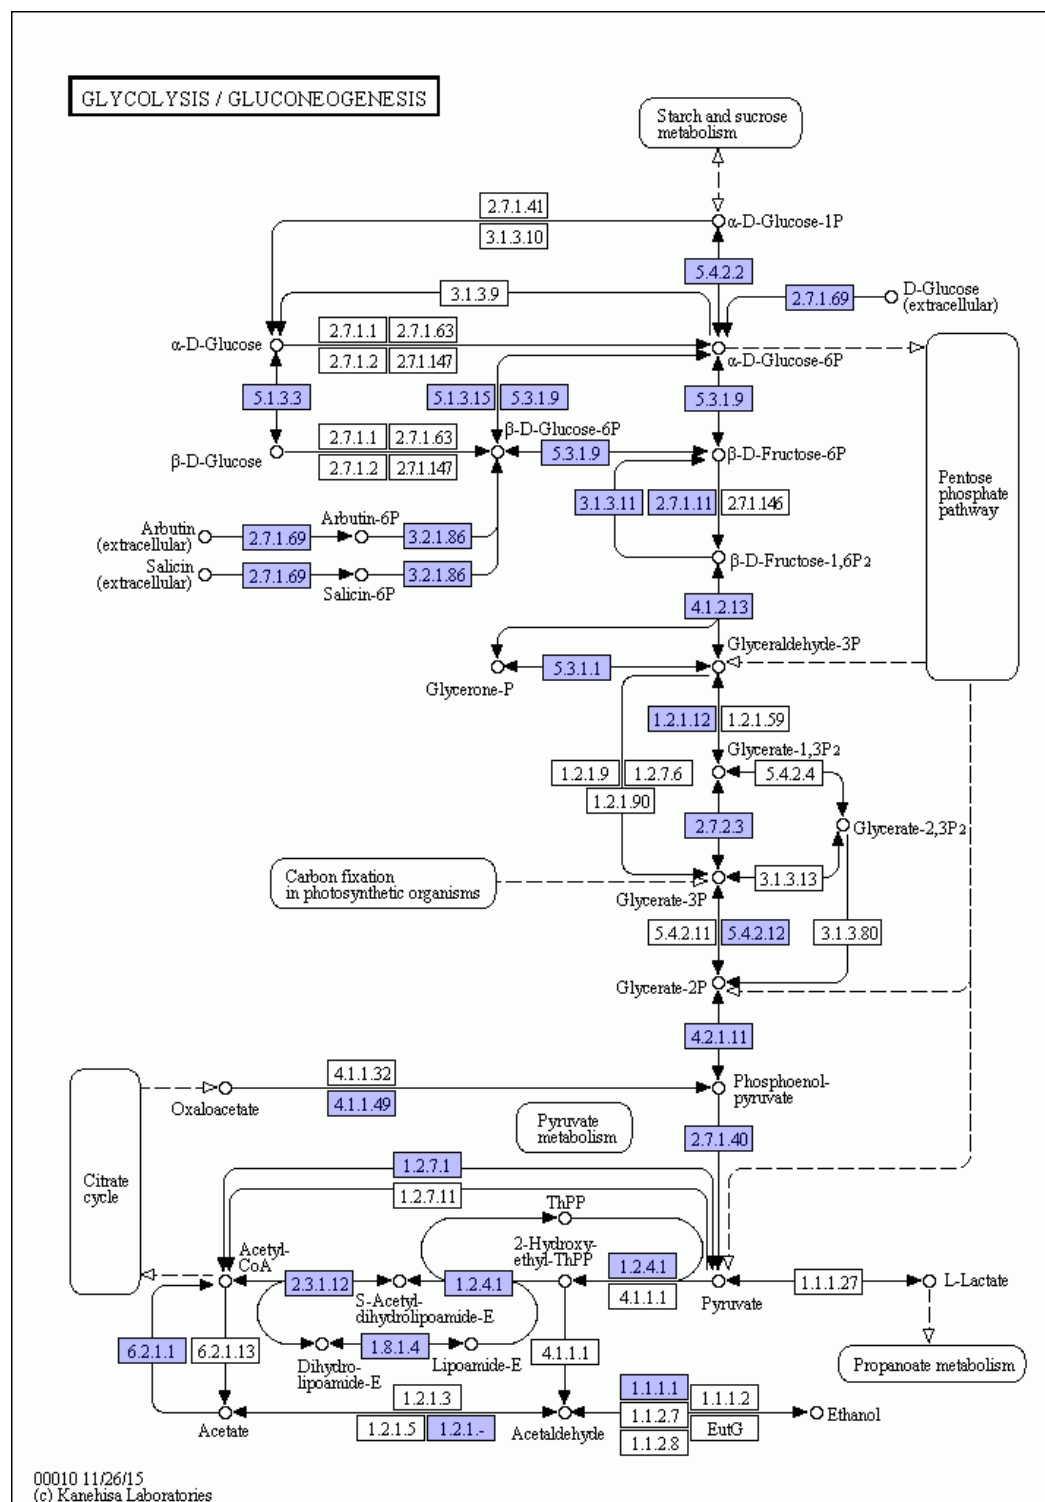 GLYCOLYSIS / GLUCONEOGENESIS
Starch and sucrose
metabolism
2.7.1.41
3.1.3.10
α-D-Glucose-1P
5.4.2.2
3.1.3.9
2.7.1.69
D-Glucose
(extracellular)
α-D-Glucose
2.7.1.1
2.7.1.63
2.7.1.2
2.7.1.147
α-D-Glucose-6P
5.1.3.3
5.1.3.15
5.3.1.9
5.3.1.9
β-D-Glucose
2.7.1.1
2.7.1.63
2.7.1.2
2.7.1.147
β-D-Glucose-6P
5.3.1.9
β-D-Fructose-6P
Pentose
phosphate
pathway
3.1.3.11
2.7.1.11
2.7.1.146
Arbutin
(extracellular)
2.7.1.69
Arbutin-6P
3.2.1.86
Salicin
(extracellular)
2.7.1.69
Salicin-6P
3.2.1.86
β-D-Fructose-1,6P2
4.1.2.13
Glyceraldehyde-3P
Glycerone-P
5.3.1.1
1.2.1.12
1.2.1.59
Glycerate-1,3P2
1.2.1.9
1.2.7.6
1.2.1.90
5.4.2.4
2.7.2.3
Glycerate-2,3P2
Carbon fixation
in photosynthetic organisms
3.1.3.13
Glycerate-3P
5.4.2.11
5.4.2.12
3.1.3.80
Glycerate-2P
4.2.1.11
4.1.1.32
Oxaloacetate
4.1.1.49
Phosphoenol-
pyruvate
Pyruvate
metabolism
2.7.1.40
Citrate
cycle
1.2.7.1
1.2.7.11
ThPP
Acetyl-
CoA
2-Hydroxy-
ethyl-ThPP
2.3.1.12
S-Acetyl-
dihydrolipoamide-E
1.2.4.1
1.2.4.1
4.1.1.1
Pyruvate
1.1.1.27
L-Lactate
6.2.1.1
6.2.1.13
Dihydro-
lipoamide-E
1.8.1.4
Lipoamide-E
4.1.1.1
Propanoate metabolism
Acetate
1.2.1.3
1.2.1.5
1.2.1.-
Acetaldehyde
1.1.1.1
1.1.1.2
1.1.2.7
EutG
1.1.2.8
Ethanol
00010 11/26/15
(c) Kanehisa Laboratories